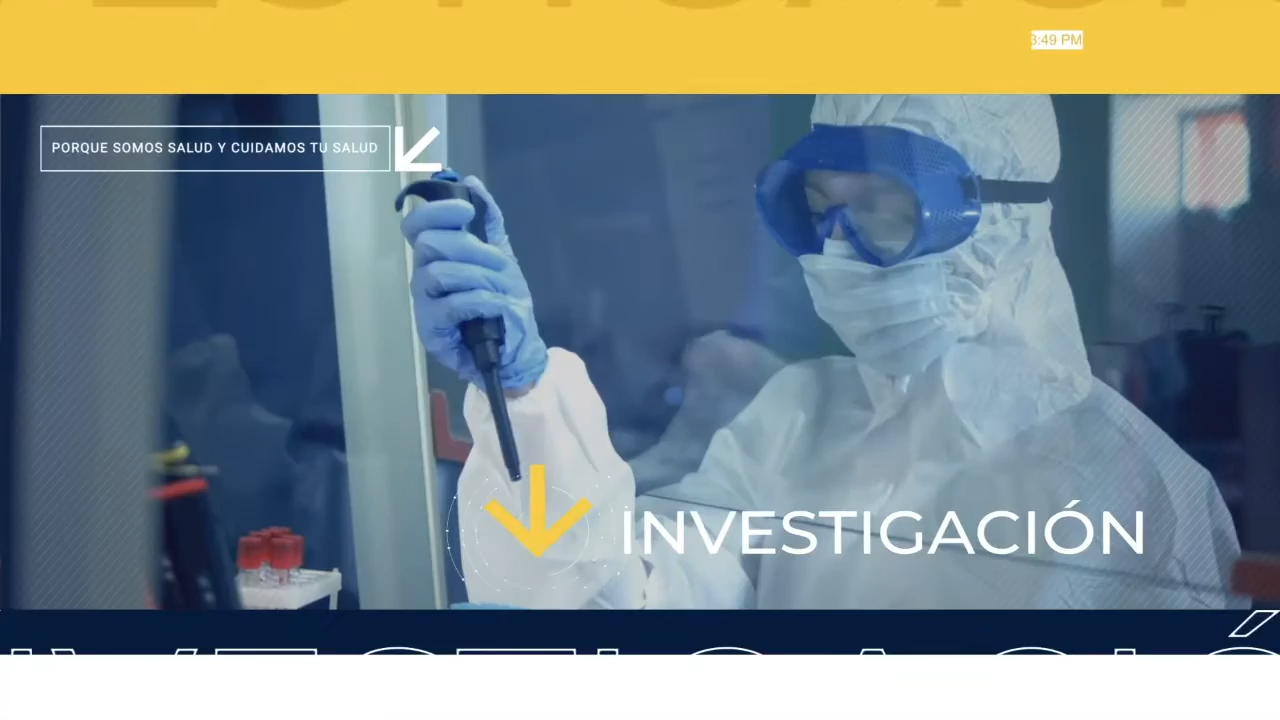 3:49 PM
PORQUE SOMOS SALUD Y CUIDAMOS TU SALUD
INVESTIGACIÓN